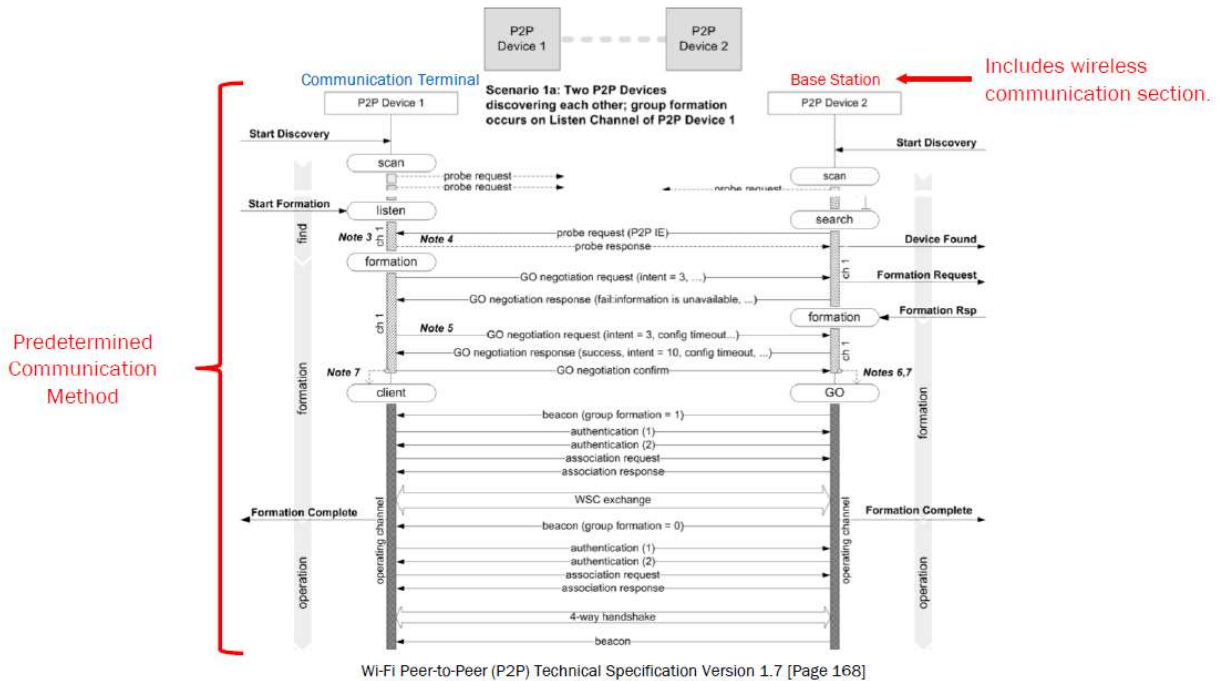 P2P
Device 1
P2P
Device 2
Communication Terminal
Base Station
Includes wireless
communication section.
P2P Device 1
Scenario 1a: Two P2P Devices
discovering each other; group formation
occurs on Listen Channel of P2P Device 1
P2P Device 2
Start Discovery
Start Discovery
scan
scan
probe request
probe request
probe request
Start Formation
listen
search
find
Note 3
ch 1
Note 4
probe request (P2P IE)
probe response
Device Found
formation
ch 1
GO negotiation request (intent = 3, ...)
Formation Request
GO negotiation response (fail:information is unavailable, ...)
formation
Formation Rsp
ch 1
Note 5
GO negotiation request (intent = 3, config timeout...)
GO negotiation response (success, intent = 10, config timeout, ...)
ch 1
Predetermined
Communication
Method
Note 7
GO negotiation confirm
Notes 6,7
formation
client
GO
formation
beacon (group formation = 1)
authentication (1)
authentication (2)
association request
association response
WSC exchange
Formation Complete
operating channel
beacon (group formation = 0)
operating channel
Formation Complete
authentication (1)
authentication (2)
operation
association request
operation
association response
4-way handshake
beacon
Wi-Fi Peer-to-Peer (P2P) Technical Specification Version 1.7 [Page 168]